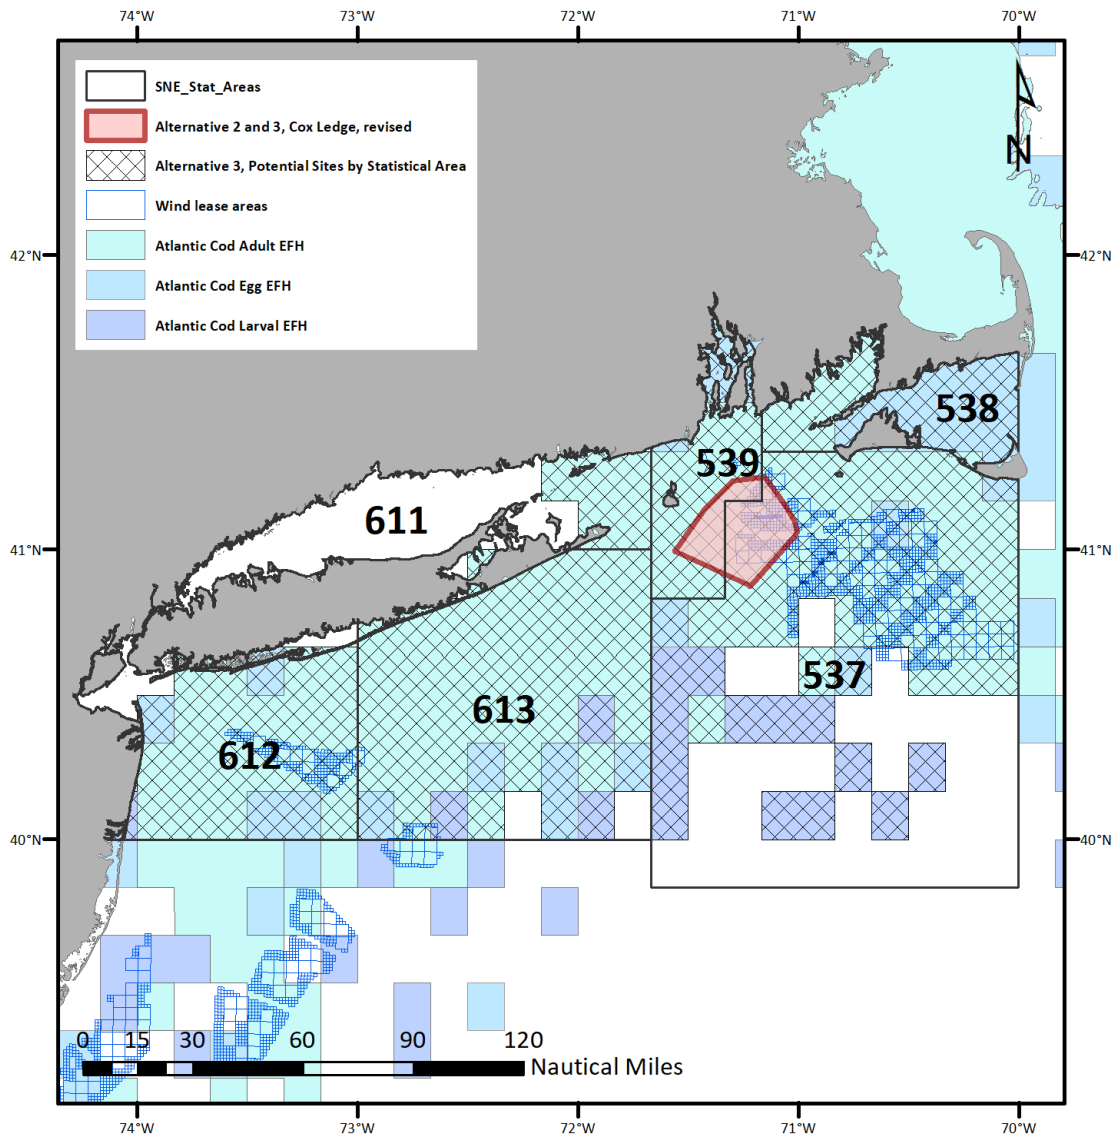 74°W 73°W 72°W 71°W 70°W
SNE_Stat_Areas
Alternative 2 and 3, Cox Ledge, revised
Alternative 3, Potential Sites by Statistical Area
Wind lease areas
Atlantic Cod Adult EFH
Atlantic Cod Egg EFH
Atlantic Cod Larval EFH
N
42°N 42°N
538
539
611
41°N 41°N
537
613
612
40°N 40°N
0 15 30 60 90 120
Nautical Miles
74°W 73°W 72°W 71°W 70°W